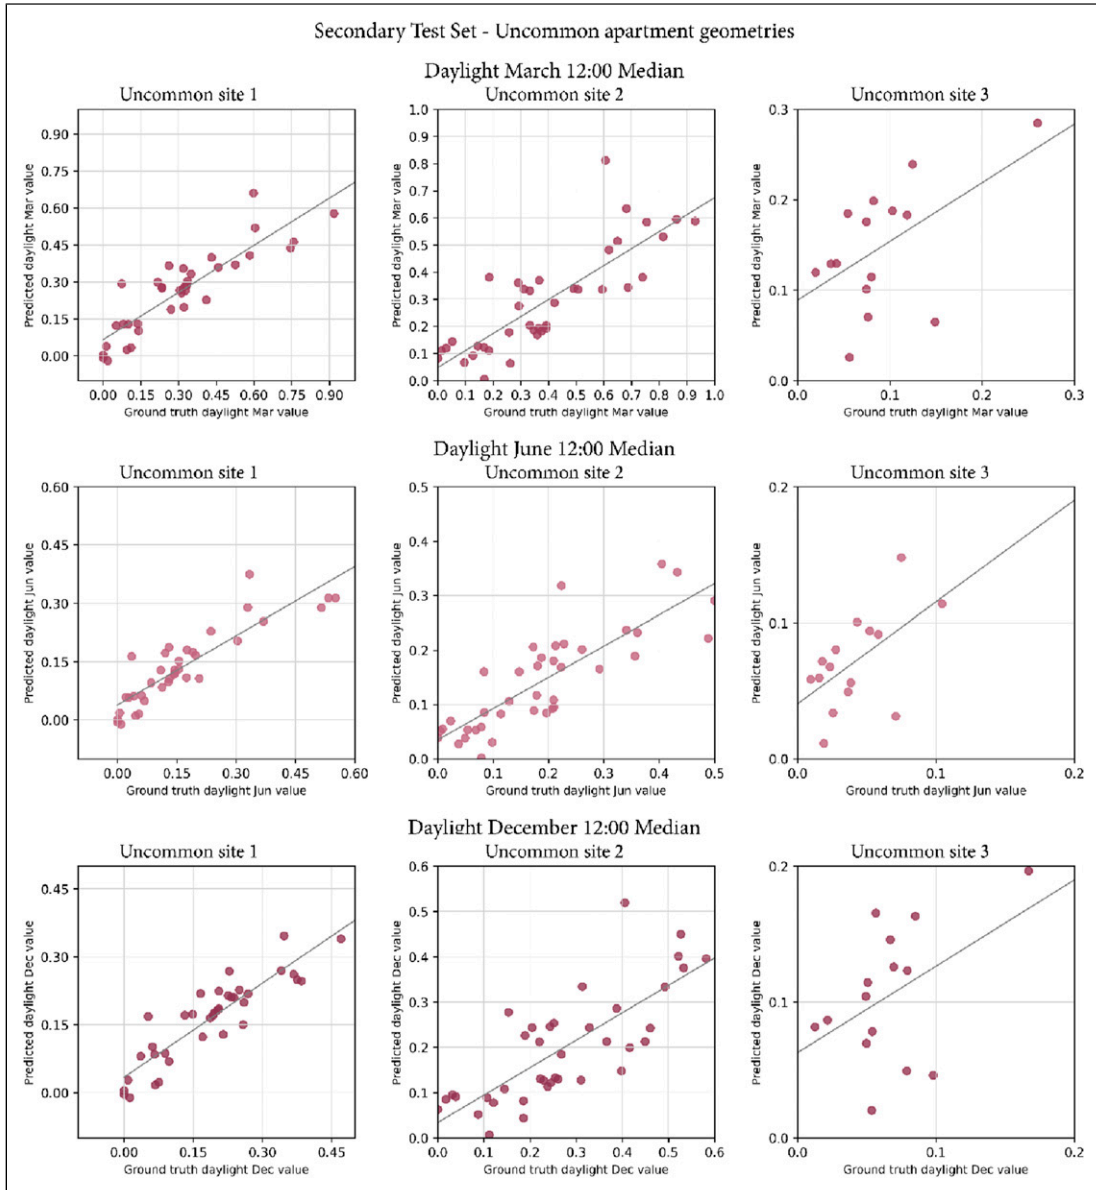 Secondary Test Set - Uncommon apartment geometries
Daylight March 12:00 Median
Uncommon site 1
Uncommon site 2
Uncommon site 3
Predicted daylight Mar value
0.90
0.75
0.60
0.45
0.30
0.15
0.00
0.00 0.15 0.30 0.45 0.60 0.75 0.90
Ground truth daylight Mar value
Predicted daylight Mar value
1.0
0.9
0.8
0.7
0.6
0.5
0.4
0.3
0.2
0.1
0.0
0.0 0.1 0.2 0.3 0.4 0.5 0.6 0.7 0.8 0.9 1.0
Ground truth daylight Mar value
Predicted daylight Mar value
0.3
0.2
0.1
0.0
0.0 0.1 0.2 0.3
Ground truth daylight Mar value
Daylight June 12:00 Median
Uncommon site 1
Uncommon site 2
Uncommon site 3
Predicted daylight Jun value
0.60
0.45
0.30
0.15
0.00
0.00 0.15 0.30 0.45 0.60
Ground truth daylight Jun value
Predicted daylight Jun value
0.5
0.4
0.3
0.2
0.1
0.0
0.0 0.1 0.2 0.3 0.4 0.5
Ground truth daylight Jun value
Predicted daylight Jun value
0.2
0.1
0.0
0.0 0.1 0.2
Ground truth daylight Jun value
Daylight December 12:00 Median
Uncommon site 1
Uncommon site 2
Uncommon site 3
Predicted daylight Dec value
0.45
0.30
0.15
0.00
0.00 0.15 0.30 0.45
Ground truth daylight Dec value
Predicted daylight Dec value
0.6
0.5
0.4
0.3
0.2
0.1
0.0
0.0 0.1 0.2 0.3 0.4 0.5 0.6
Ground truth daylight Dec value
Predicted daylight Dec value
0.2
0.1
0.0
0.0 0.1 0.2
Ground truth daylight Dec value